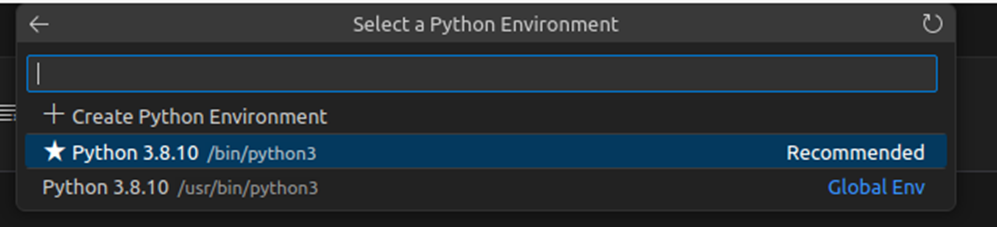 Select a Python Environment
Create Python Environment
Python 3.8.10 /bin/python3 Recommended
Python 3.8.10 /usr/bin/python3 Global Env